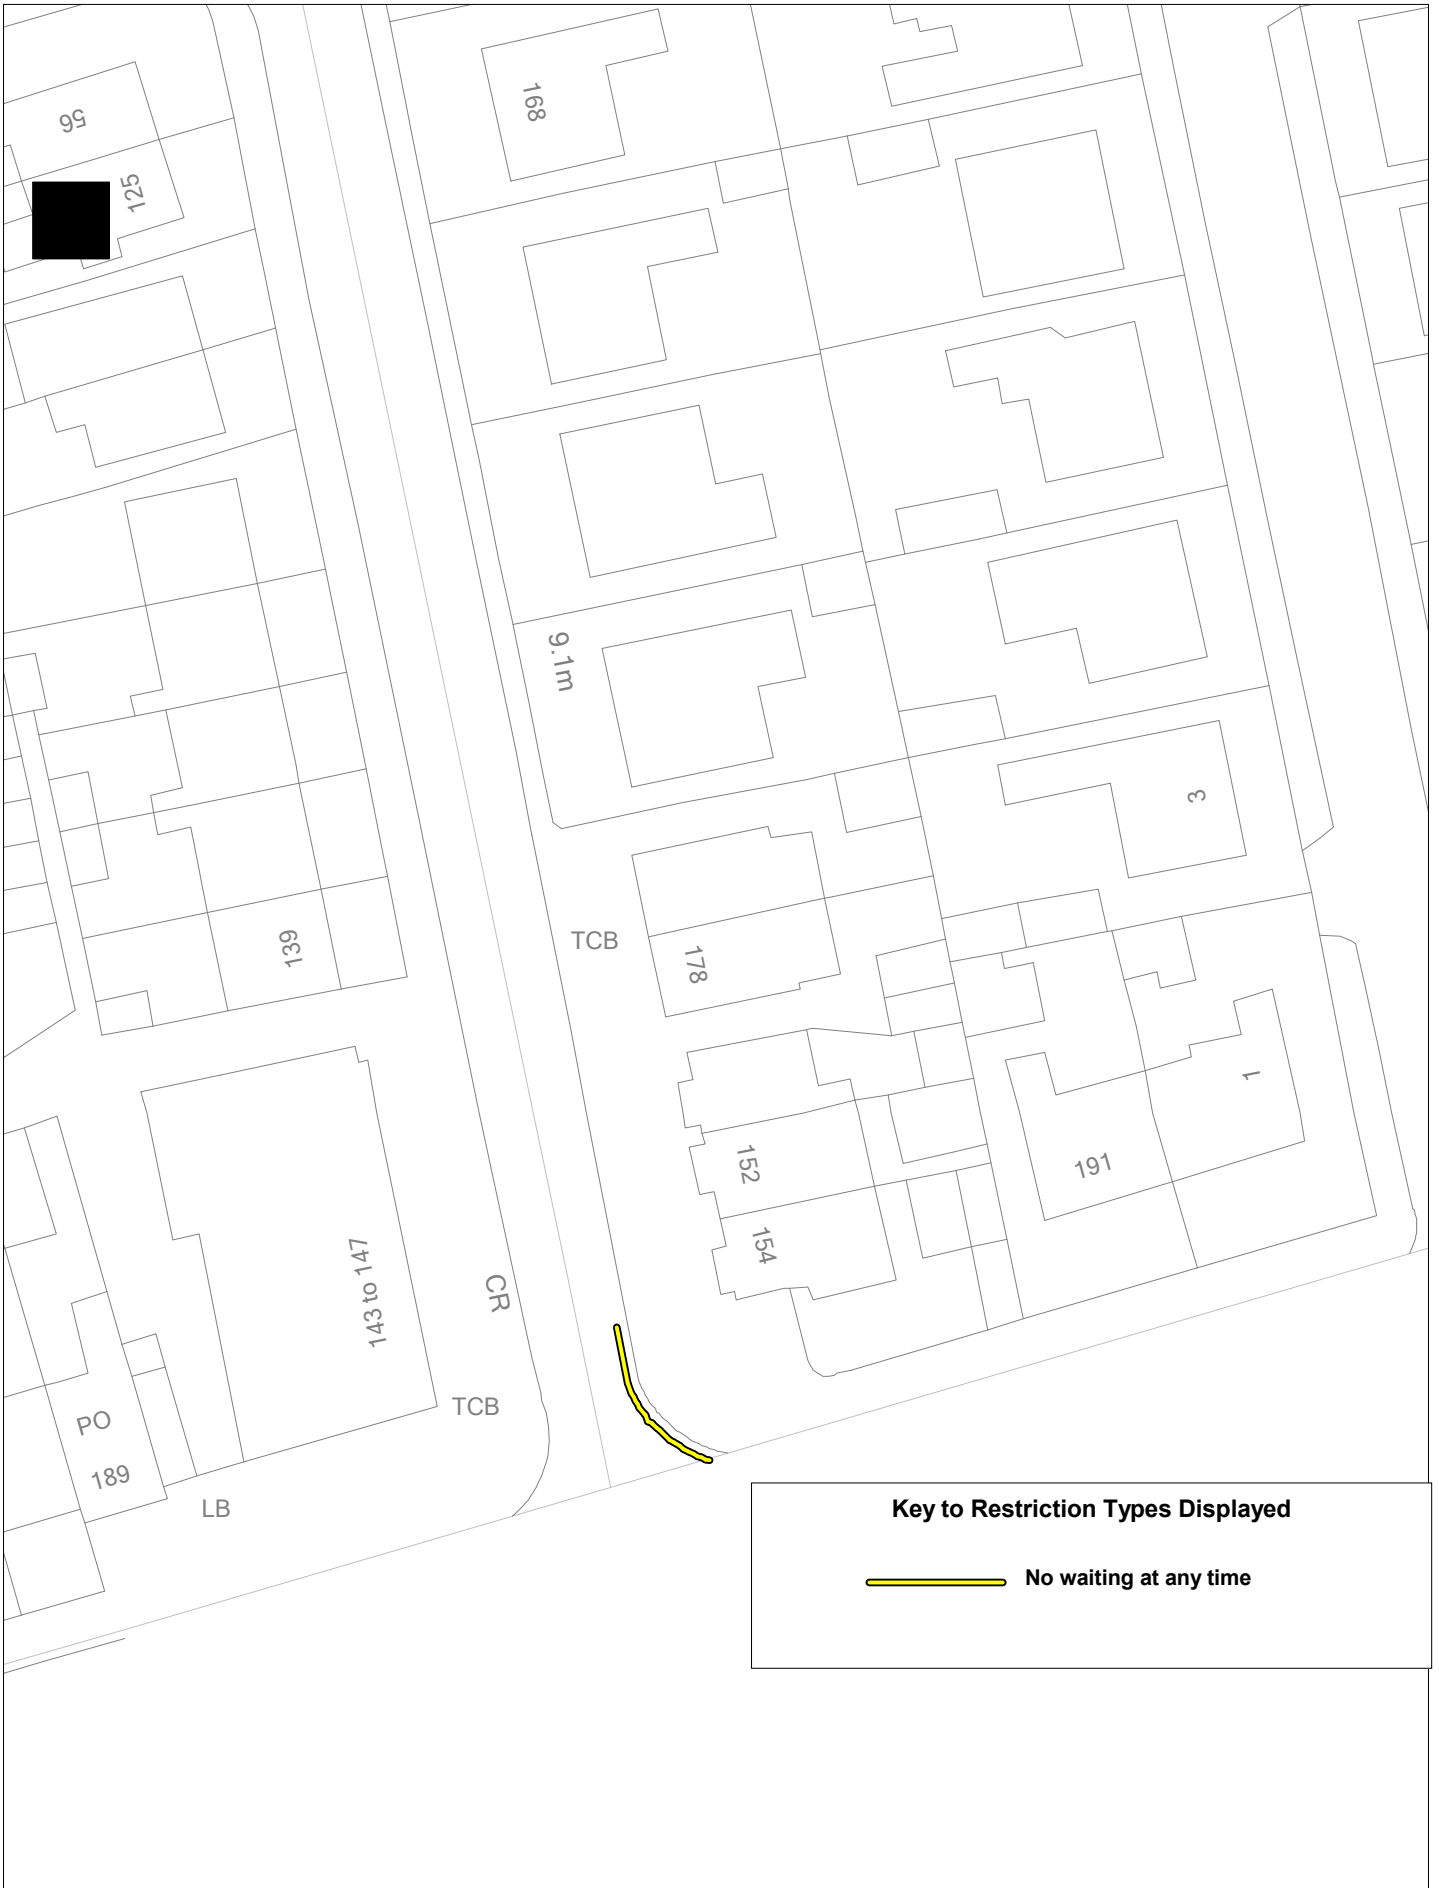 168
56
125
9.1m
3
139
TCB
178
1
152
191
154
143 to 147
CR
TCB
PO
189
LB
Key to Restriction Types Displayed
No waiting at any time